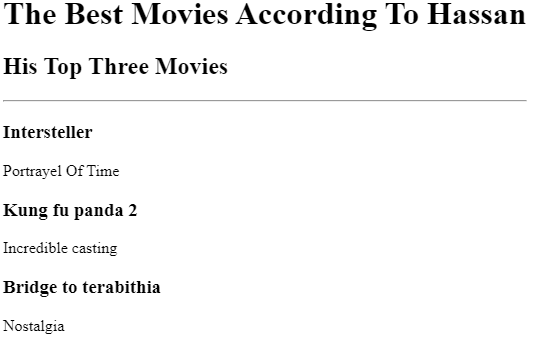 The Best Movies According To Hassan
His Top Three Movies
Intersteller
Portrayel Of Time
Kung fu panda 2
Incredible casting
Bridge to terabithia
Nostalgia